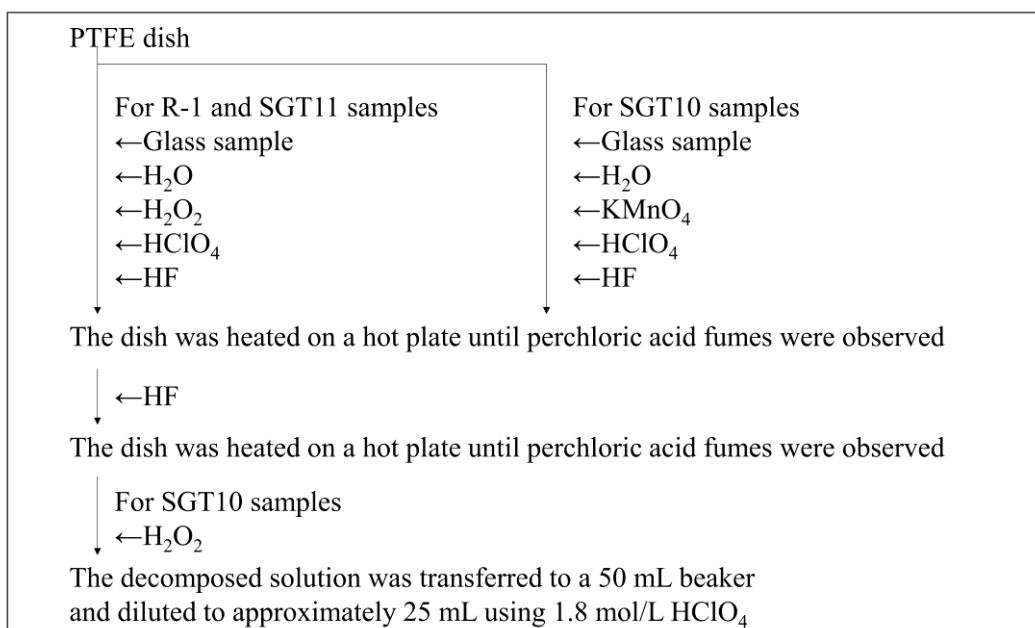 PTFE dish
For R-1 and SGT11 samples
←Glass sample
←H₂O
←H₂O₂
←HClO₄
←HF
For SGT10 samples
←Glass sample
←H₂O
←KMnO₄
←HClO₄
←HF
The dish was heated on a hot plate until perchloric acid fumes were observed
←HF
The dish was heated on a hot plate until perchloric acid fumes were observed
For SGT10 samples
←H₂O₂
The decomposed solution was transferred to a 50 mL beaker
and diluted to approximately 25 mL using 1.8 mol/L HClO₄